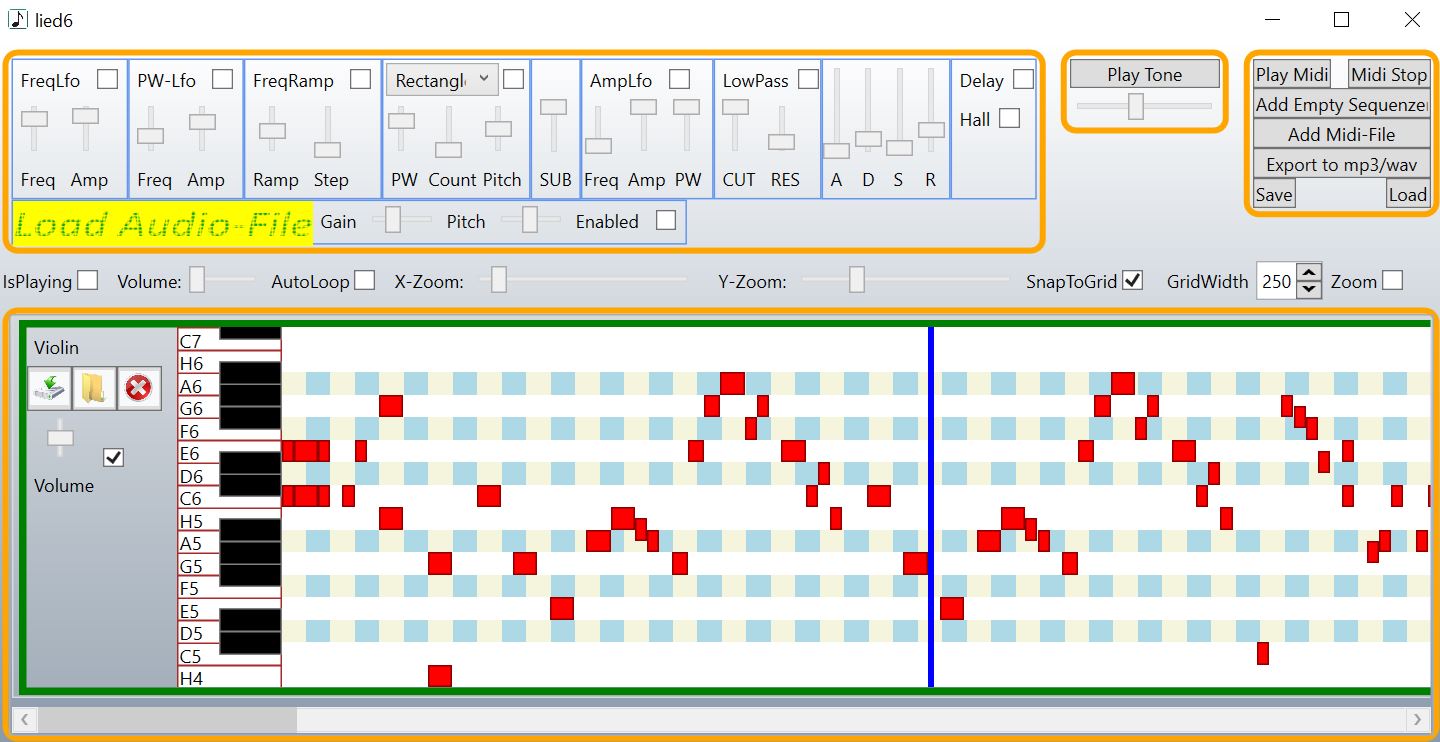 lied6
FreqLfo PW-Lfo FreqRamp Rectangl AmpLfo LowPass Delay
Hall
Freq Amp Freq Amp Ramp Step PW Count Pitch SUB Freq Amp PW CUT RES A D S R
Load Audio-File Gain Pitch Enabled
Play Tone
Play Midi Midi Stop
Add Empty Sequenzer
Add Midi-File
Export to mp3/wav
Save Load
IsPlaying Volume: AutoLoop X-Zoom: Y-Zoom: SnapToGrid GridWidth 250 Zoom
Violin
Volume
C7
H6
A6
G6
F6
E6
D6
C6
H5
A5
G5
F5
E5
D5
C5
H4